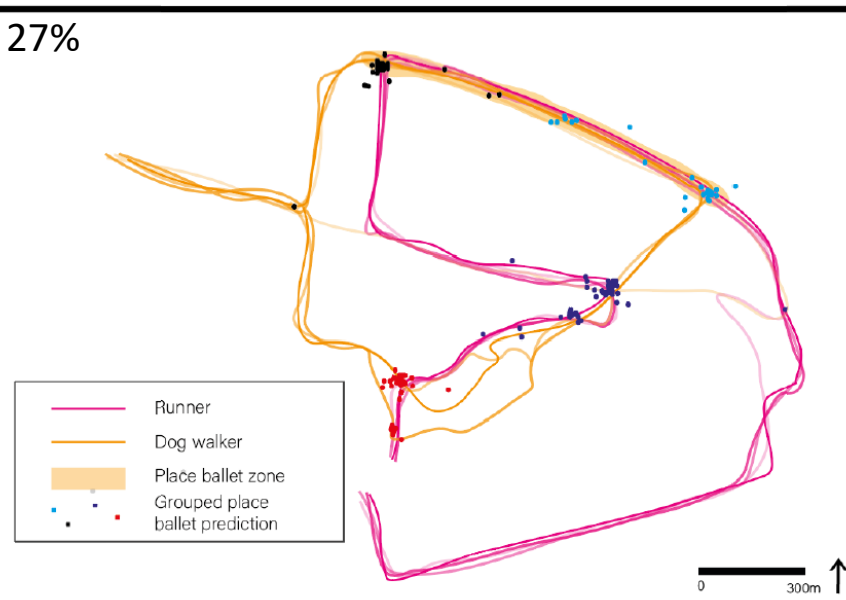 27%
Runner
Dog walker
Place ballet zone
Grouped place
ballet prediction
0 300m